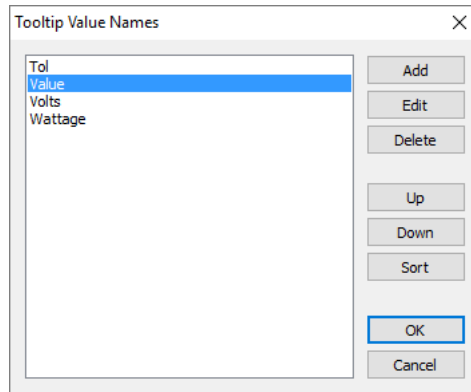 Tooltip Value Names
Tol
Value
Volts
Wattage
Add
Edit
Delete
Up
Down
Sort
OK
Cancel